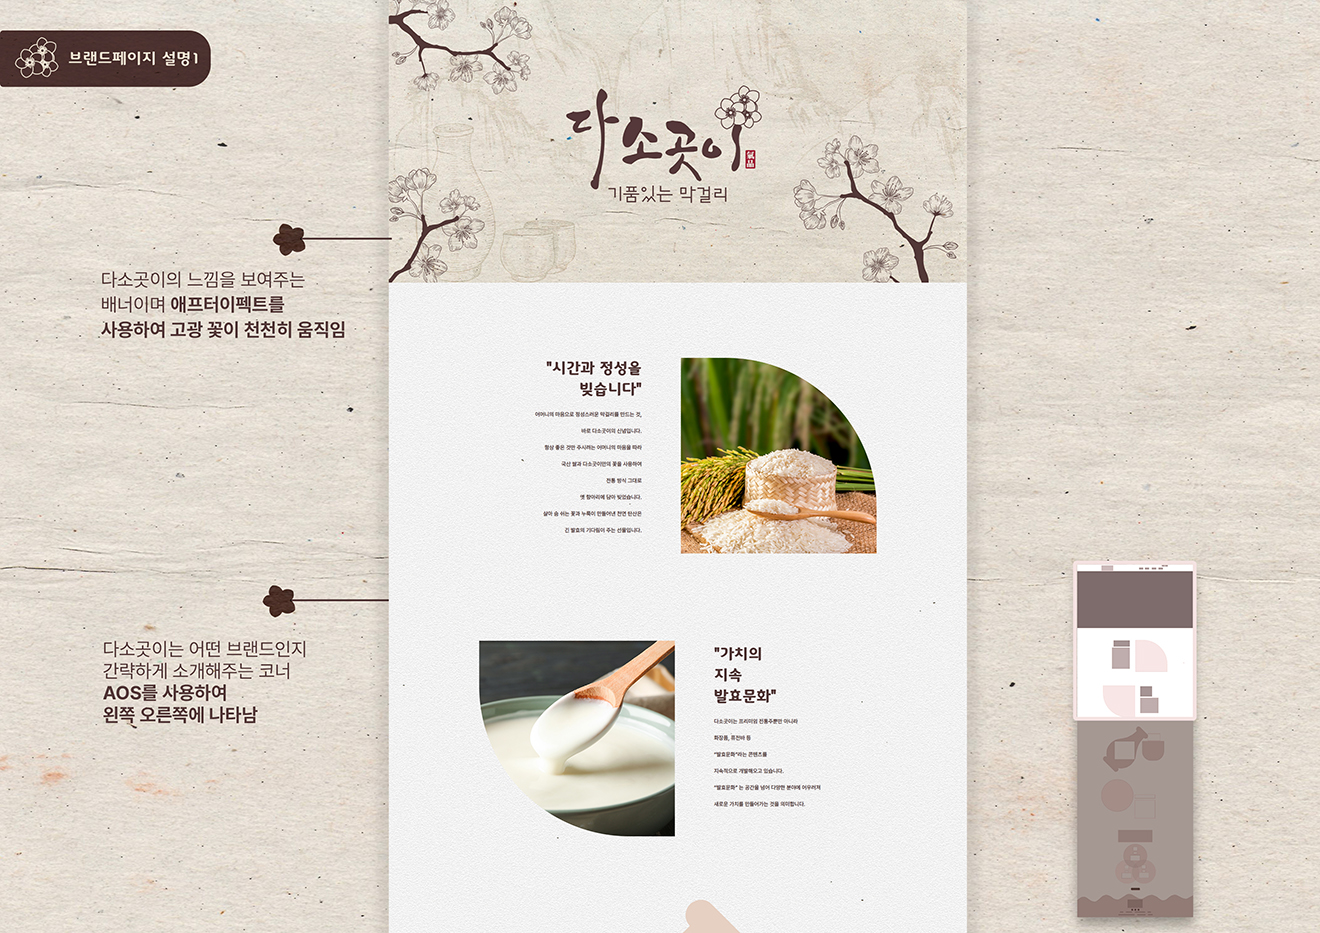 브랜드페이지 설명1
다소곳이
기품있는 막걸리
다소곳이의 느낌을 보여주는
배너이며 애프터이펙트를
사용하여 고광 꽃이 천천히 움직임
"시간과 정성을
빚습니다"
어머니의 마음으로 정성스러운 막걸리를 만드는 것,
바로 다소곳이의 신념입니다.
항상 좋은 것만 주시려는 어머니의 마음을 따라
국산 쌀과 다소곳이만의 꽃을 사용하여
전통 방식 그대로
옛 항아리에 담아 빚었습니다.
살아 숨 쉬는 꽃과 누룩이 만들어낸 천연 탄산은
긴 발효의 기다림이 주는 선물입니다.
다소곳이는 어떤 브랜드인지
간략하게 소개해주는 코너
AOS를 사용하여
왼쪽 오른쪽에 나타남
"가치의
지속
발효문화"
다소곳이는 프리미엄 전통주뿐만 아니라
화장품, 퓨전바 등
"발효문화"라는 콘텐츠를
지속적으로 개발해오고 있습니다.
"발효문화" 는 공간을 넘어 다양한 분야에 어우러져
새로운 가치를 만들어가는 것을 의미합니다.